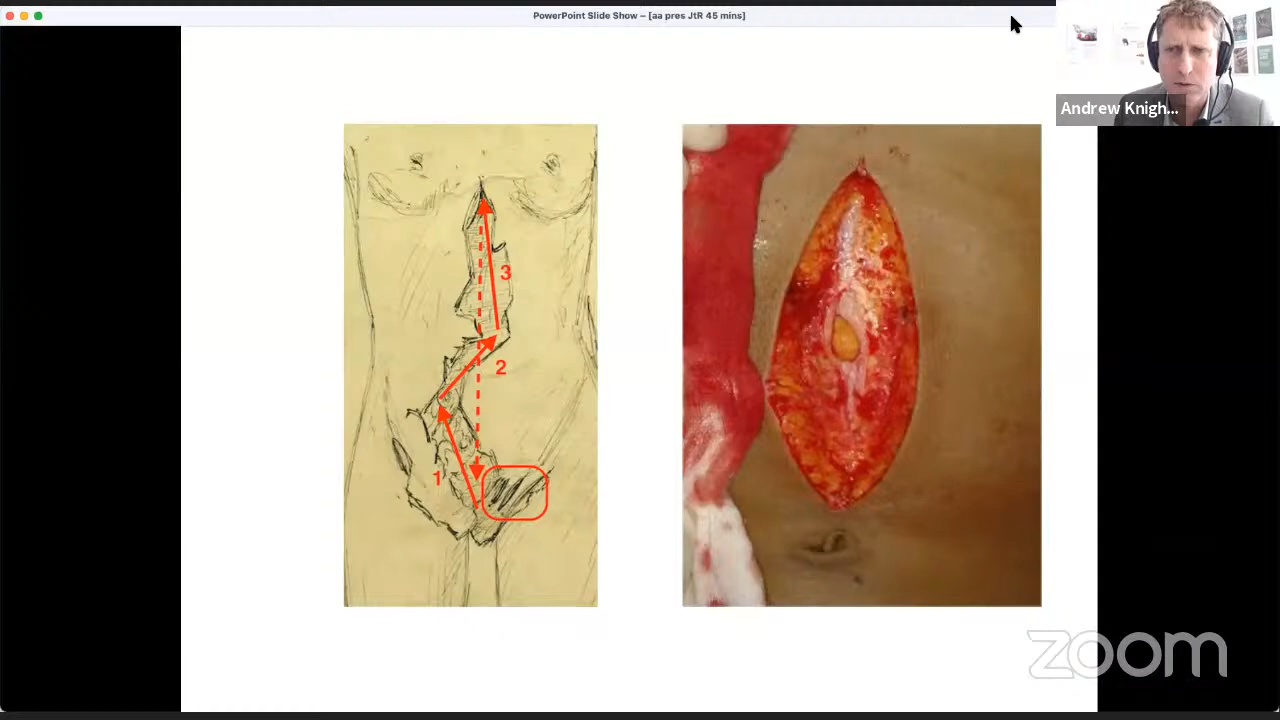 PowerPoint Slide Show – [aa pres JtR 45 mins]
Andrew Knigh...
3
2
1
zoom